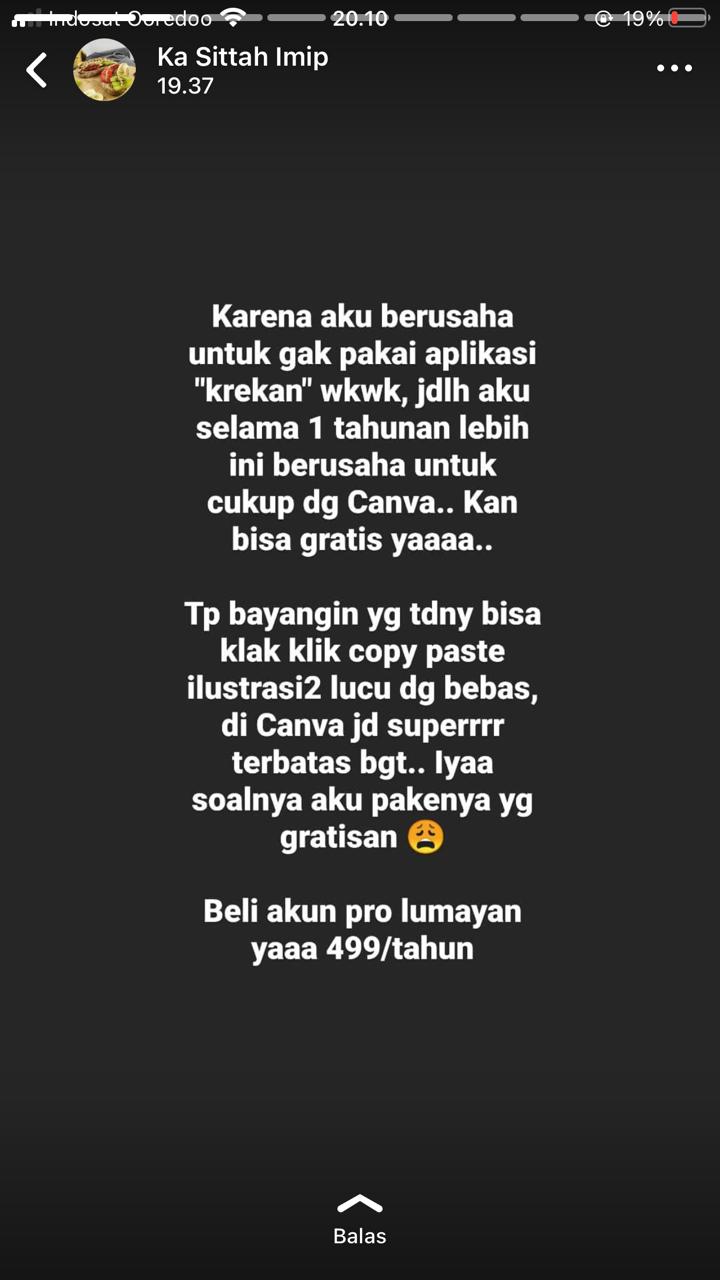 Indosat Ooredoo 20.10 19%
Ka Sittah Imip
19.37
Karena aku berusaha
untuk gak pakai aplikasi
"krekan" wkwk, jdlh aku
selama 1 tahunan lebih
ini berusaha untuk
cukup dg Canva.. Kan
bisa gratis yaaaa..
Tp bayangin yg tdny bisa
klak klik copy paste
ilustrasi2 lucu dg bebas,
di Canva jd superrrr
terbatas bgt.. Iyaa
soalnya aku pakenya yg
gratisan 😩
Beli akun pro lumayan
yaaa 499/tahun
Balas